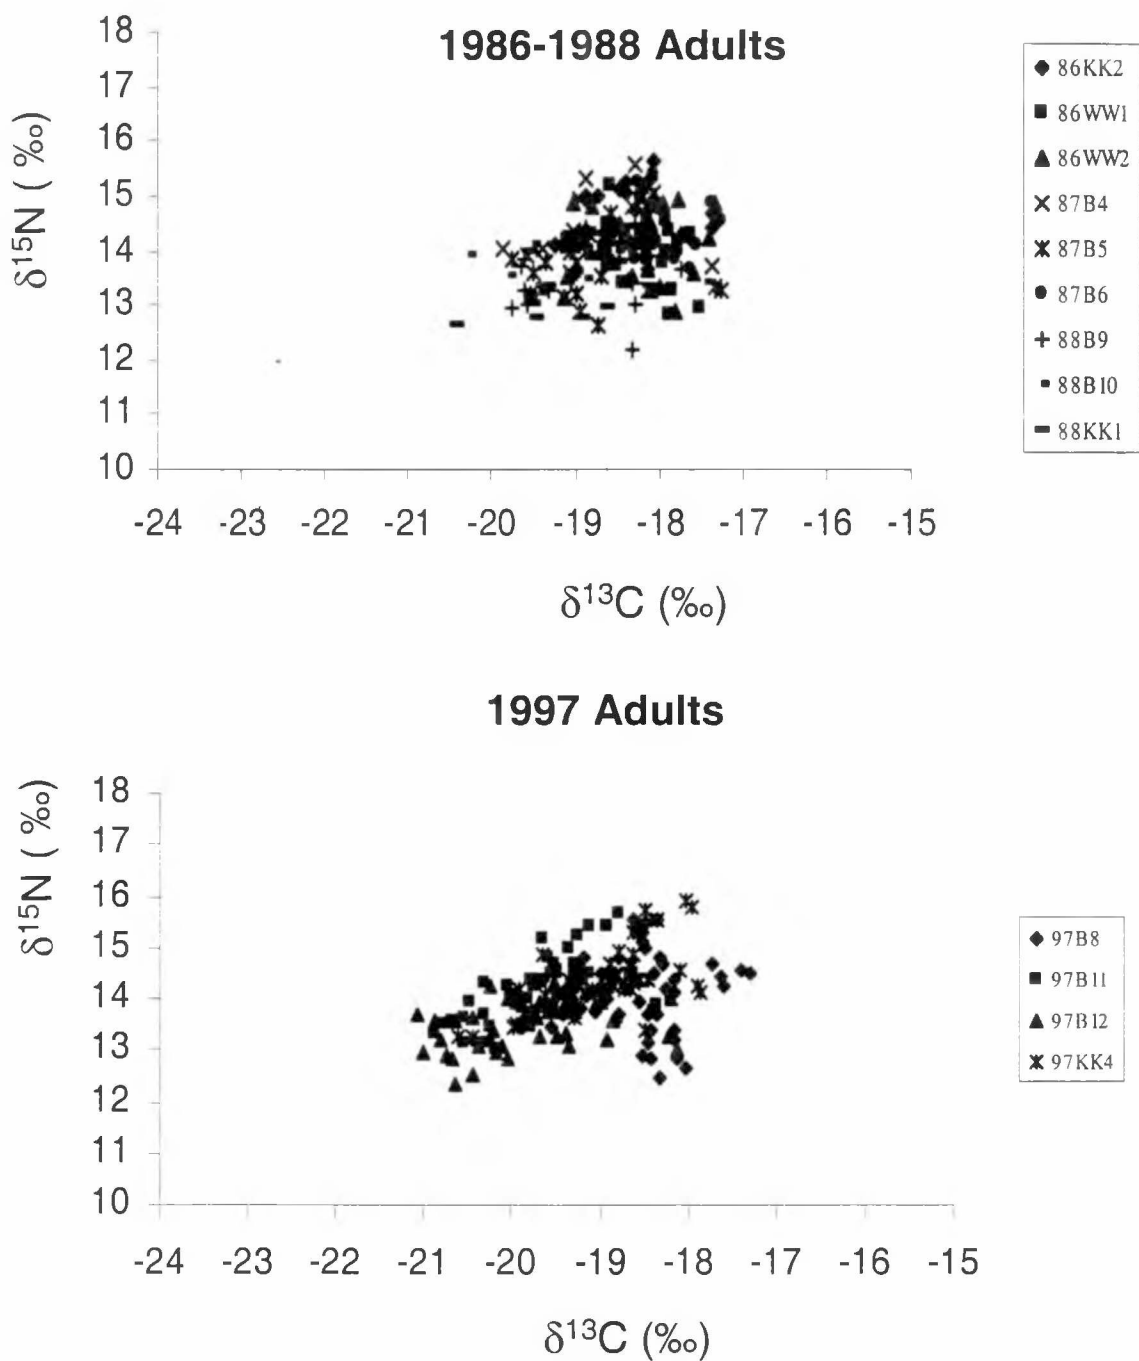 1986-1988 Adults
18
17
16
15
14
13
12
11
10
δ¹⁵N ( ‰)
-24 -23 -22 -21 -20 -19 -18 -17 -15
δ¹³C (‰)
86KK2
86WW1
86WW2
87B4
87B5
87B6
88B9
88B10
88KK1
1997 Adults
18
17
16
15
14
13
12
11
10
δ¹⁵N ( ‰)
-24 -23 -22 -21 -20 -19 -18 -17 -15
δ¹³C (‰)
97B8
97B11
97B12
97KK4